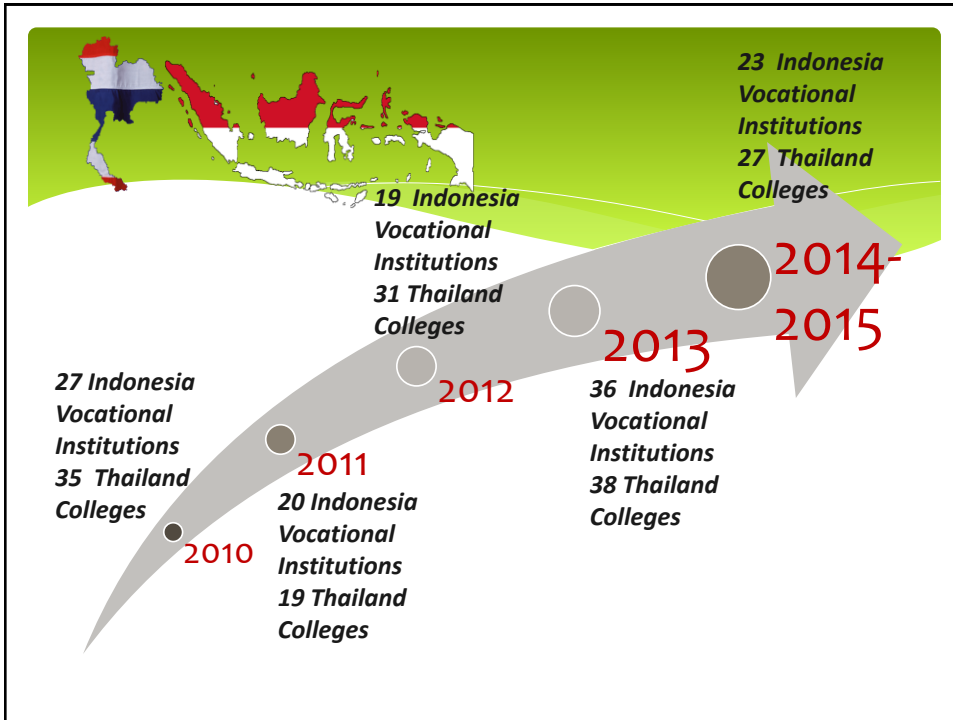 27 Indonesia
Vocational
Institutions
35 Thailand
Colleges
2010
2011
20 Indonesia
Vocational
Institutions
19 Thailand
Colleges
19 Indonesia
Vocational
Institutions
31 Thailand
Colleges
2012
2013
36 Indonesia
Vocational
Institutions
38 Thailand
Colleges
23 Indonesia
Vocational
Institutions
27 Thailand
Colleges
2014-
2015